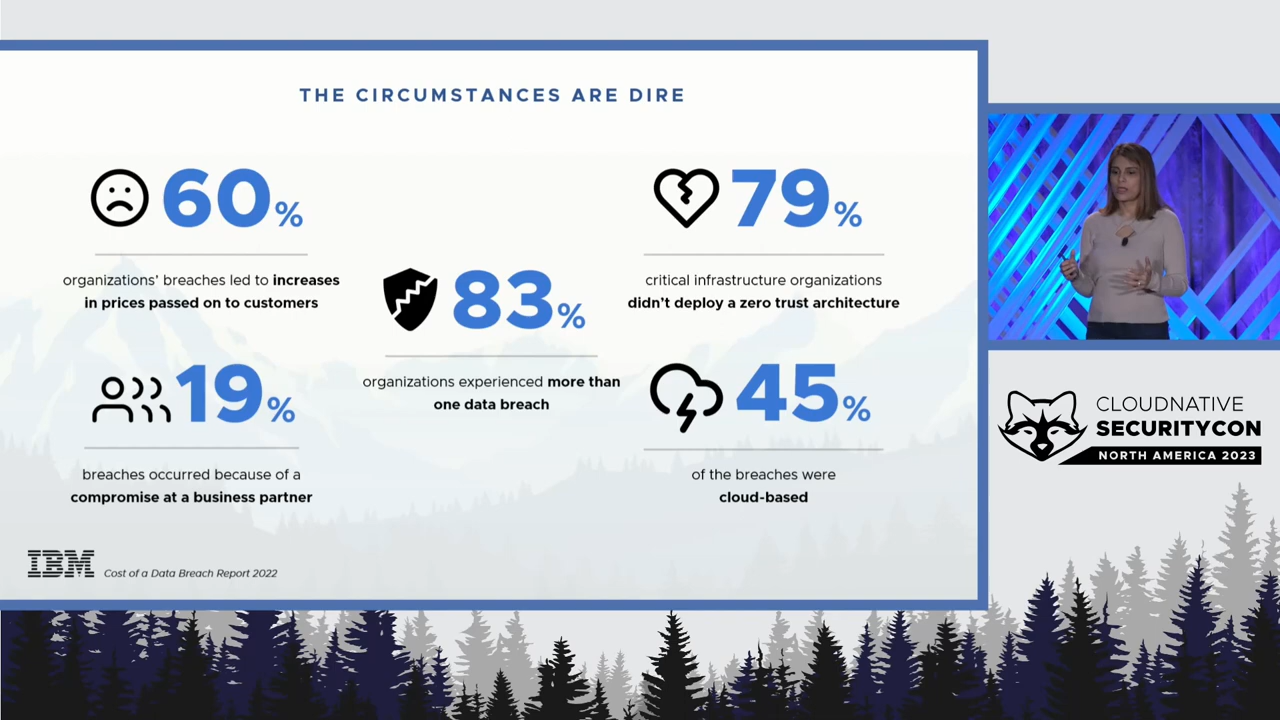 THE CIRCUMSTANCES ARE DIRE
60%
organizations' breaches led to increases
in prices passed on to customers
79%
critical infrastructure organizations
didn't deploy a zero trust architecture
83%
organizations experienced more than
one data breach
19%
breaches occurred because of a
compromise at a business partner
45%
of the breaches were
cloud-based
IBM Cost of a Data Breach Report 2022
CLOUDNATIVE
SECURITYCON
NORTH AMERICA 2023